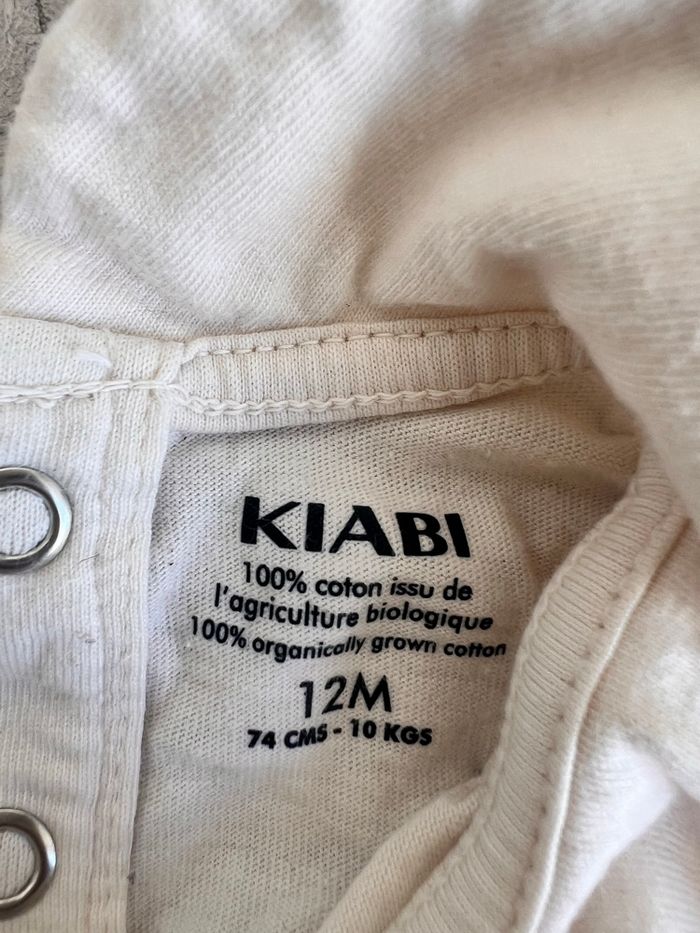 KIABI
100% coton issu de
l'agriculture biologique
100% organically grown cotton
12M
74 CMS - 10 KGS